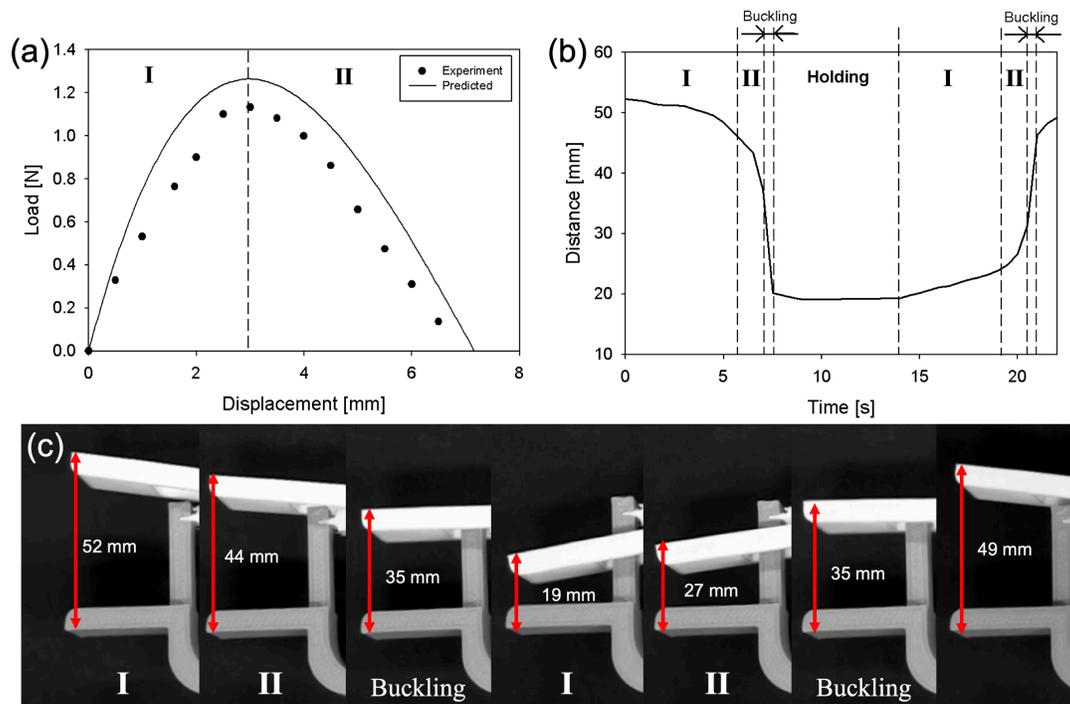 (a)
Load [N]
1.4
1.2
1.0
0.8
0.6
0.4
0.2
0.0
I
II
Experiment
Predicted
0 2 4 6 8
Displacement [mm]
(b)
Buckling
Buckling
Distance [mm]
60
50
40
30
20
10
I II Holding I II
0 5 10 15 20
Time [s]
(c)
52 mm
44 mm
35 mm
19 mm
27 mm
35 mm
49 mm
I II Buckling I II Buckling